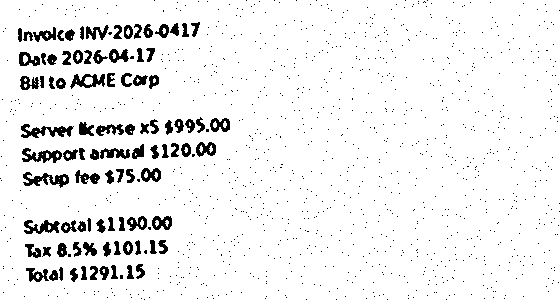 Invoice INV-2026-0417
Date 2026-04-17
Bill to ACME Corp
Server license x5 $995.00
Support annual $120.00
Setup fee $75.00
Subtotal $1190.00
Tax 8.5% $101.15
Total $1291.15